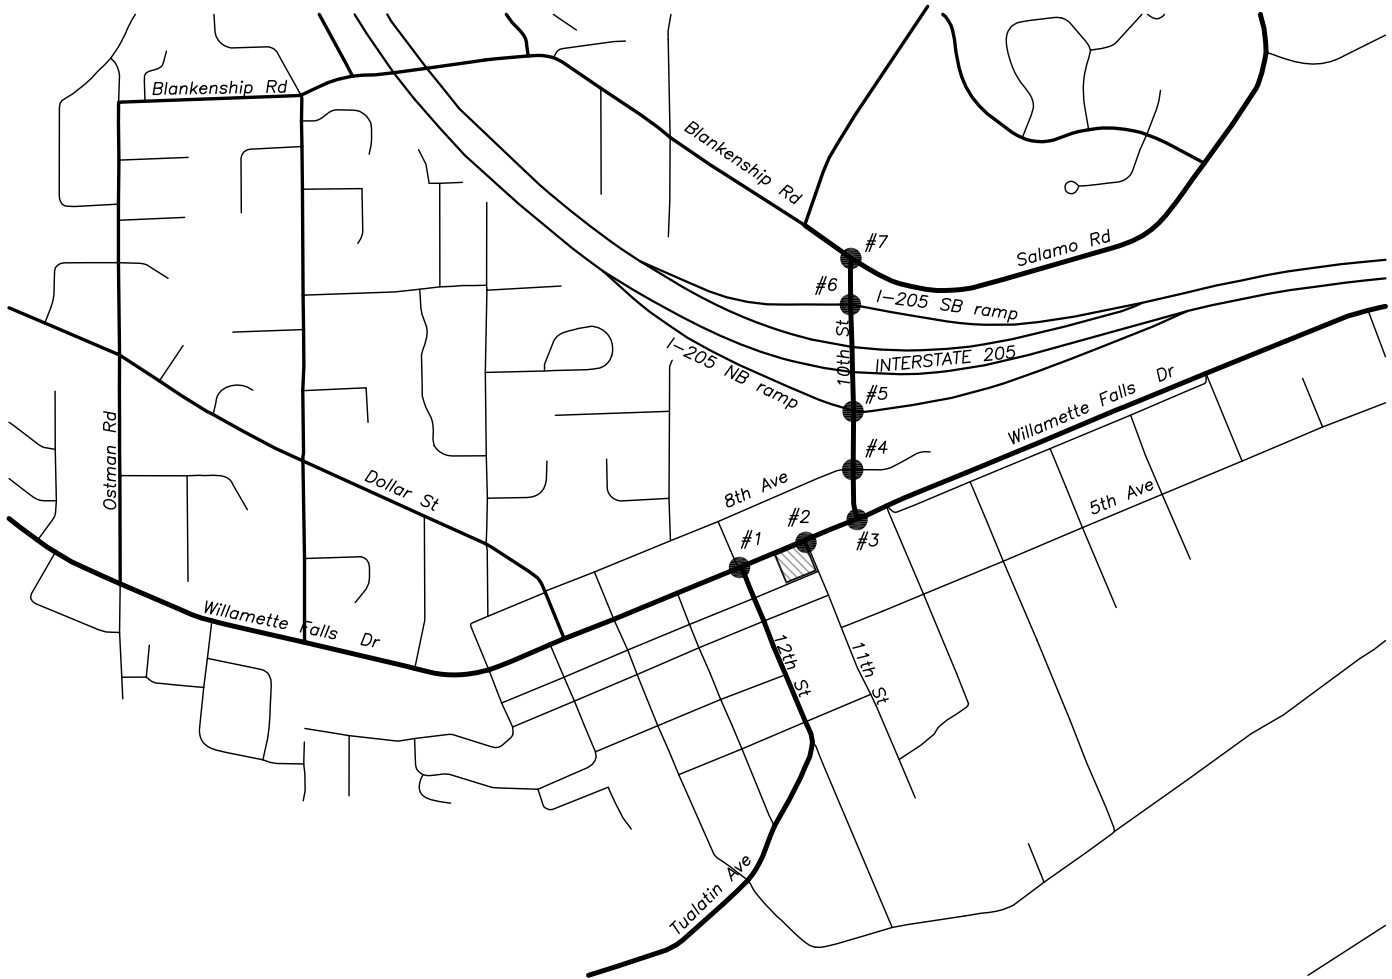 Blankenship Rd
Blankenship Rd
#7
Salamo Rd
#6
I-205 SB ramp
10th St
INTERSTATE 205
I-205 NB ramp
#5
Willamette Falls Dr
Ostman Rd
#4
Dollar St
8th Ave
5th Ave
#2
#1
#3
Willamette Falls Dr
12th St
11th St
Tualatin Ave